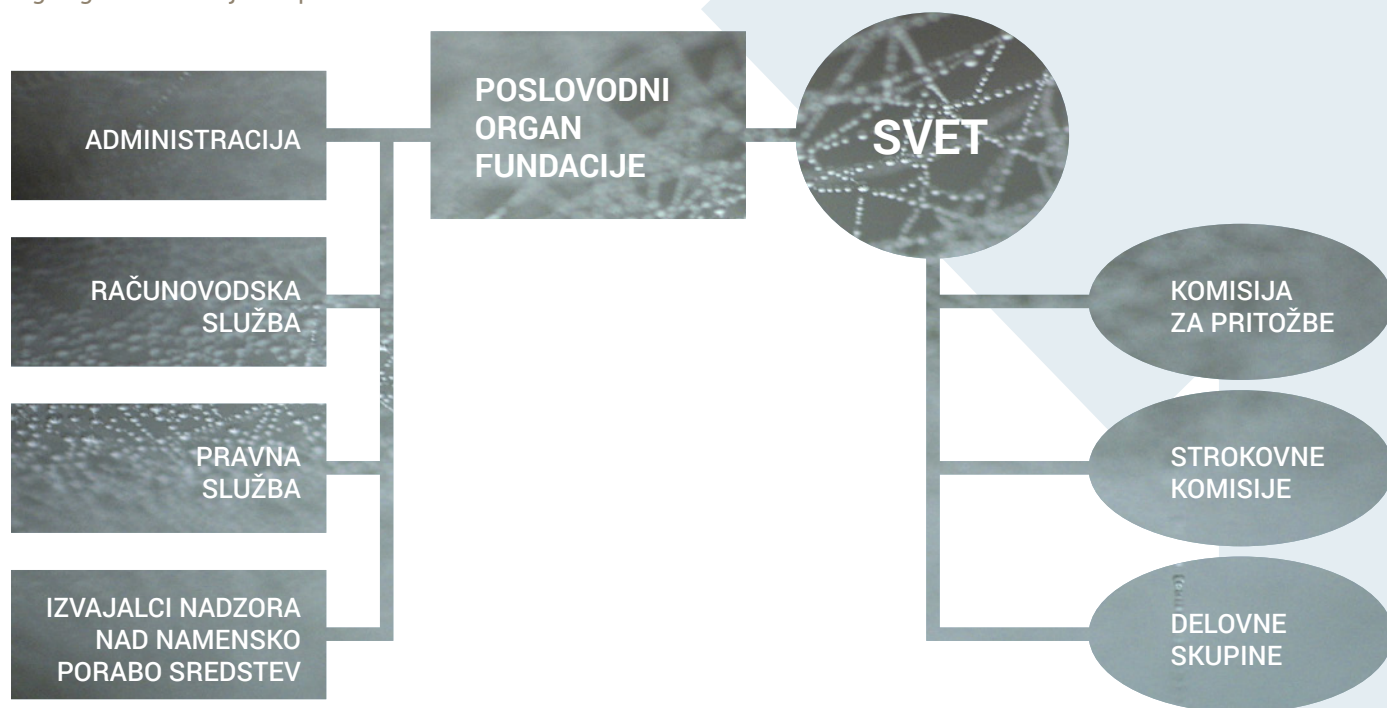 ADMINISTRACIJA
POSLOVODNI
ORGAN
FUNDACIJE
SVET
RAČUNOVODSKA
SLUŽBA
KOMISIJA
ZA PRITOŽBE
PRAVNA
SLUŽBA
STROKOVNE
KOMISIJE
IZVAJALCI NADZORA
NAD NAMENSKO
PORABO SREDSTEV
DELOVNE
SKUPINE